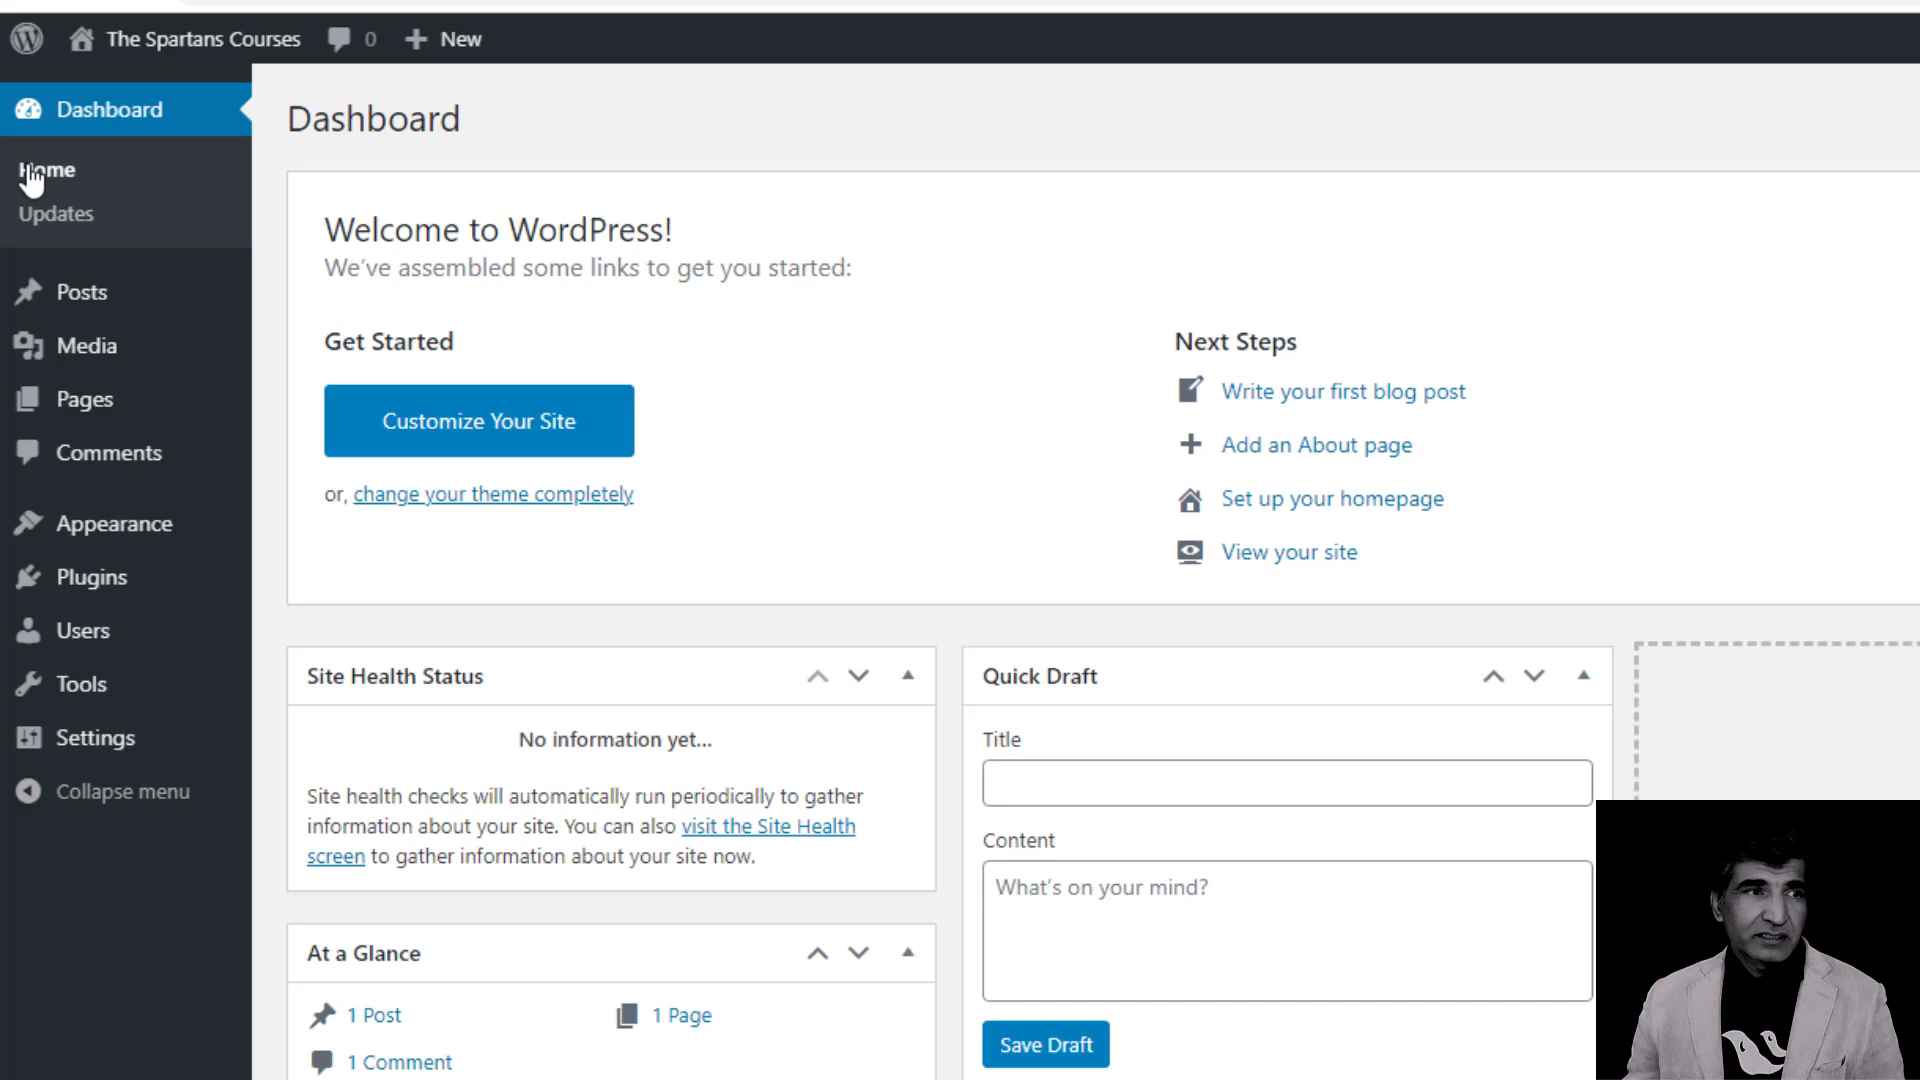 The Spartans Courses 0 New
Dashboard
Home
Updates
Posts
Media
Pages
Comments
Appearance
Plugins
Users
Tools
Settings
Collapse menu
Dashboard
Welcome to WordPress!
We've assembled some links to get you started:
Get Started
Customize Your Site
or, change your theme completely
Next Steps
Write your first blog post
Add an About page
Set up your homepage
View your site
Site Health Status
No information yet...
Site health checks will automatically run periodically to gather
information about your site. You can also visit the Site Health
screen to gather information about your site now.
At a Glance
1 Post
1 Page
1 Comment
Quick Draft
Title
Content
What's on your mind?
Save Draft